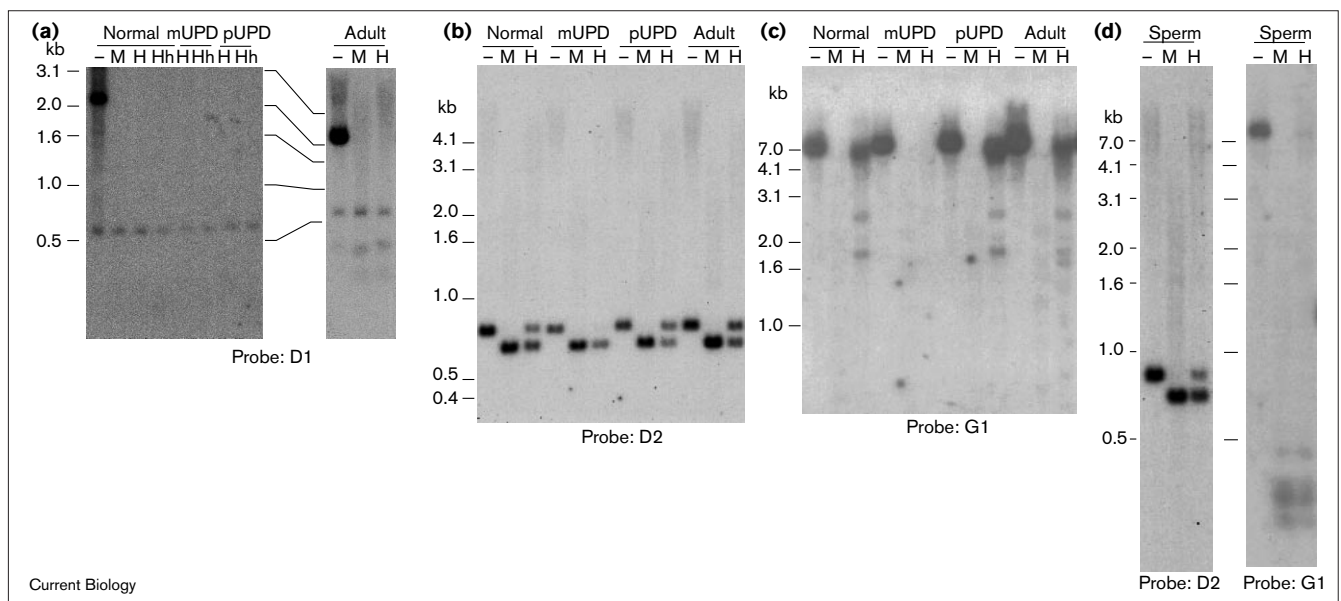 (a)
Normal mUPD pUPD
kb – M H Hh H Hh H Hh
3.1
2.0
1.6
1.0
0.5
Adult
– M H
Probe: D1
(b)
Normal mUPD pUPD Adult
– M H – M H – M H – M H
kb
4.1
3.1
2.0
1.6
1.0
0.5
0.4
Probe: D2
(c)
Normal mUPD pUPD Adult
– M H – M H – M H – M H
kb
7.0
4.1
3.1
2.0
1.6
1.0
Probe: G1
(d)
Sperm Sperm
– M H – M H
kb
7.0
4.1
3.1
2.0
1.6
1.0
0.5
Probe: D2 Probe: G1
Current Biology